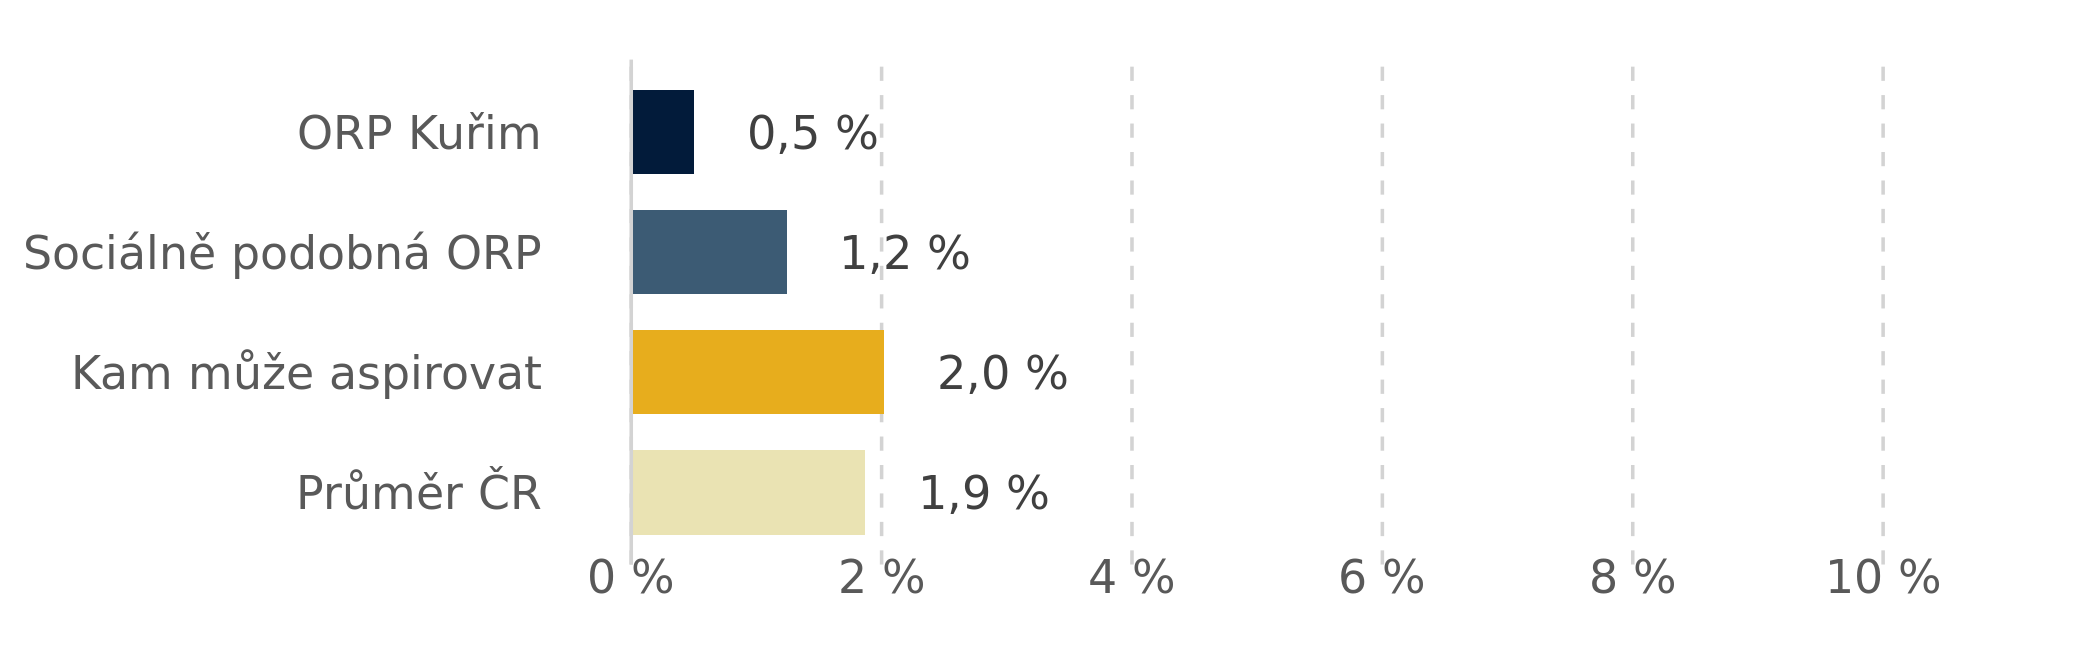 ORP Kuřim 0,5 %
Sociálně podobná ORP 1,2 %
Kam může aspirovat 2,0 %
Průměr ČR 1,9 %
0 % 2 % 4 % 6 % 8 % 10 %